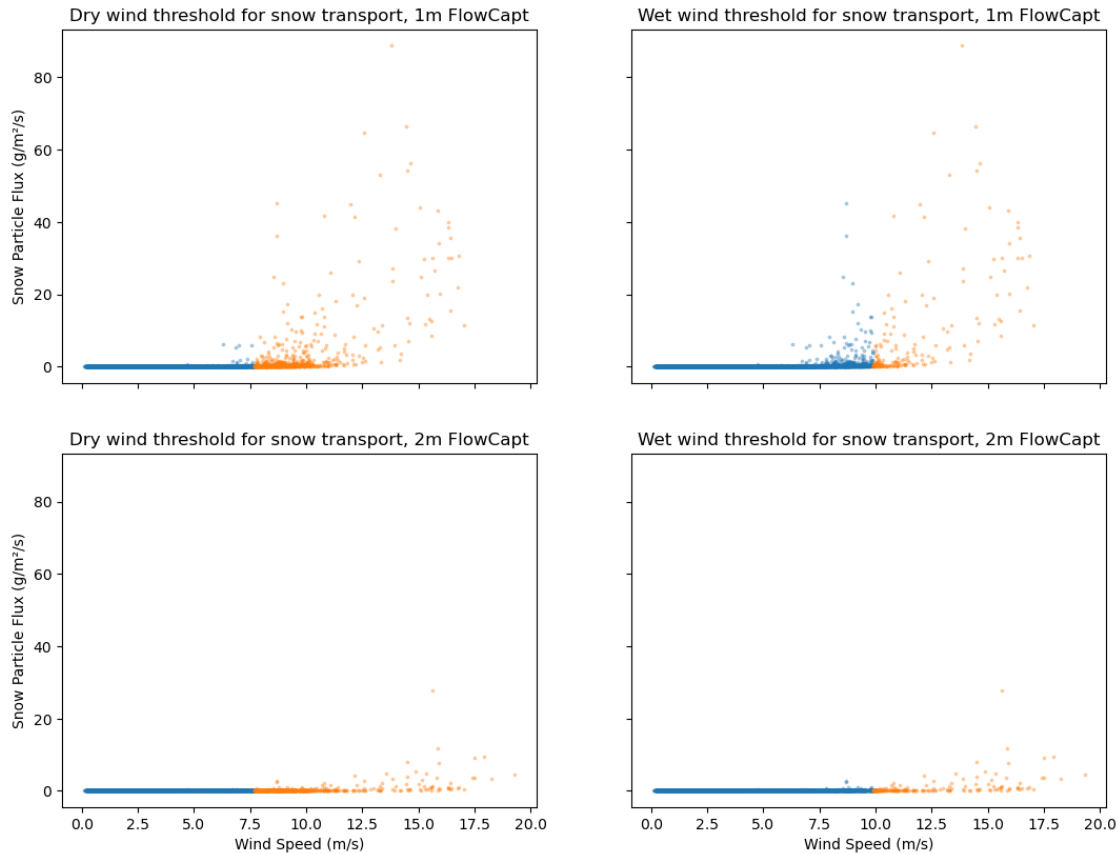 Dry wind threshold for snow transport, 1m FlowCapt
Wet wind threshold for snow transport, 1m FlowCapt
Snow Particle Flux (g/m²/s)
80
60
40
20
0
Dry wind threshold for snow transport, 2m FlowCapt
Wet wind threshold for snow transport, 2m FlowCapt
Snow Particle Flux (g/m²/s)
80
60
40
20
0
0.0 2.5 5.0 7.5 10.0 12.5 15.0 17.5 20.0
0.0 2.5 5.0 7.5 10.0 12.5 15.0 17.5 20.0
Wind Speed (m/s)
Wind Speed (m/s)